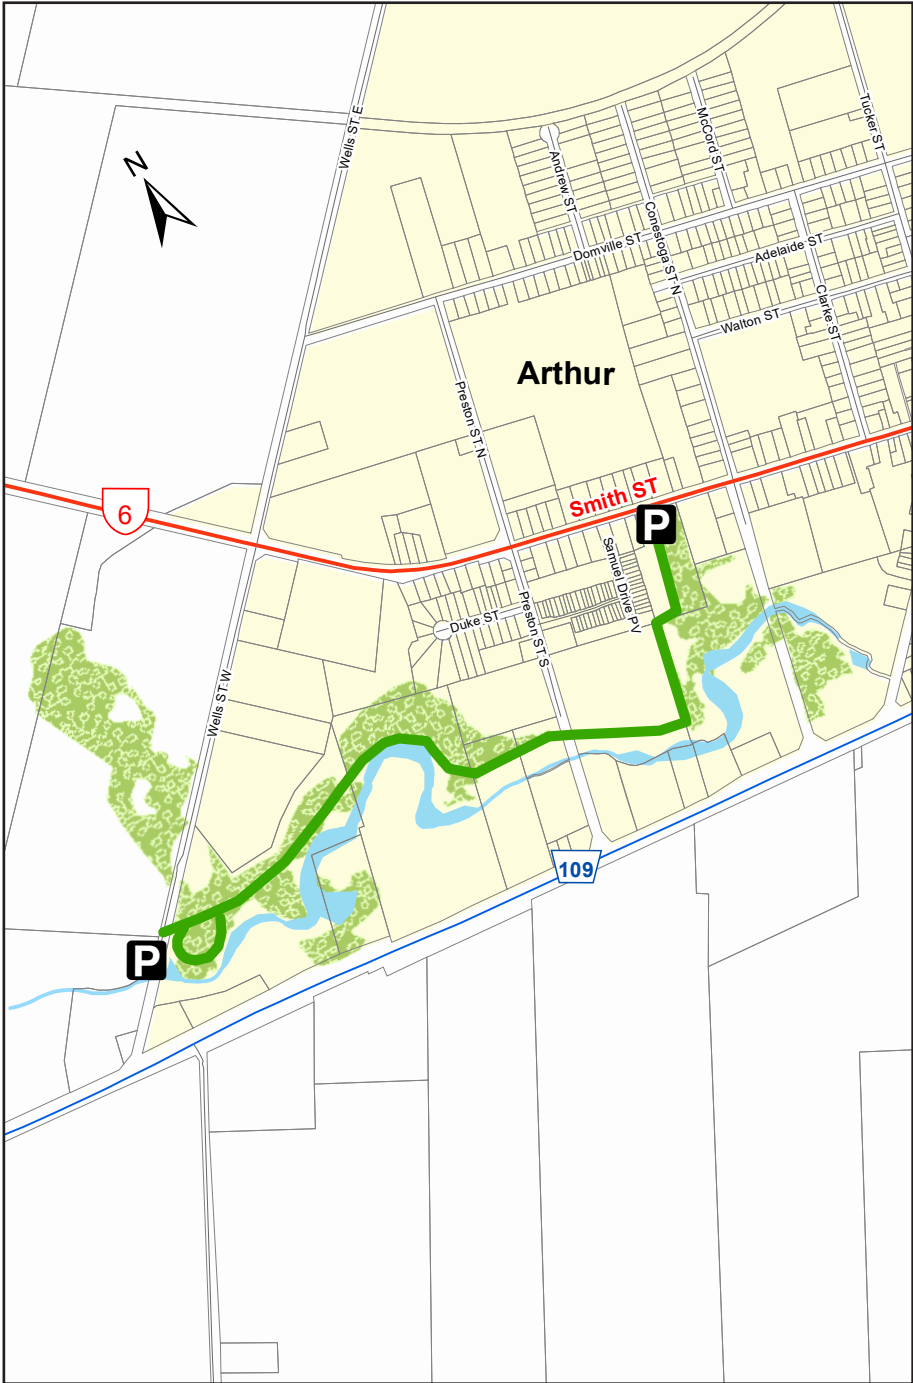 N
Wells ST E
McCord ST
Tucker ST
Andrew ST
Conestoga ST N
Domville ST
Adelaide ST
Clarke ST
Walton ST
Arthur
Preston ST N
Smith ST
6
P
Samuel Drive PV
Duke ST
Preston ST S
Wells ST W
109
P